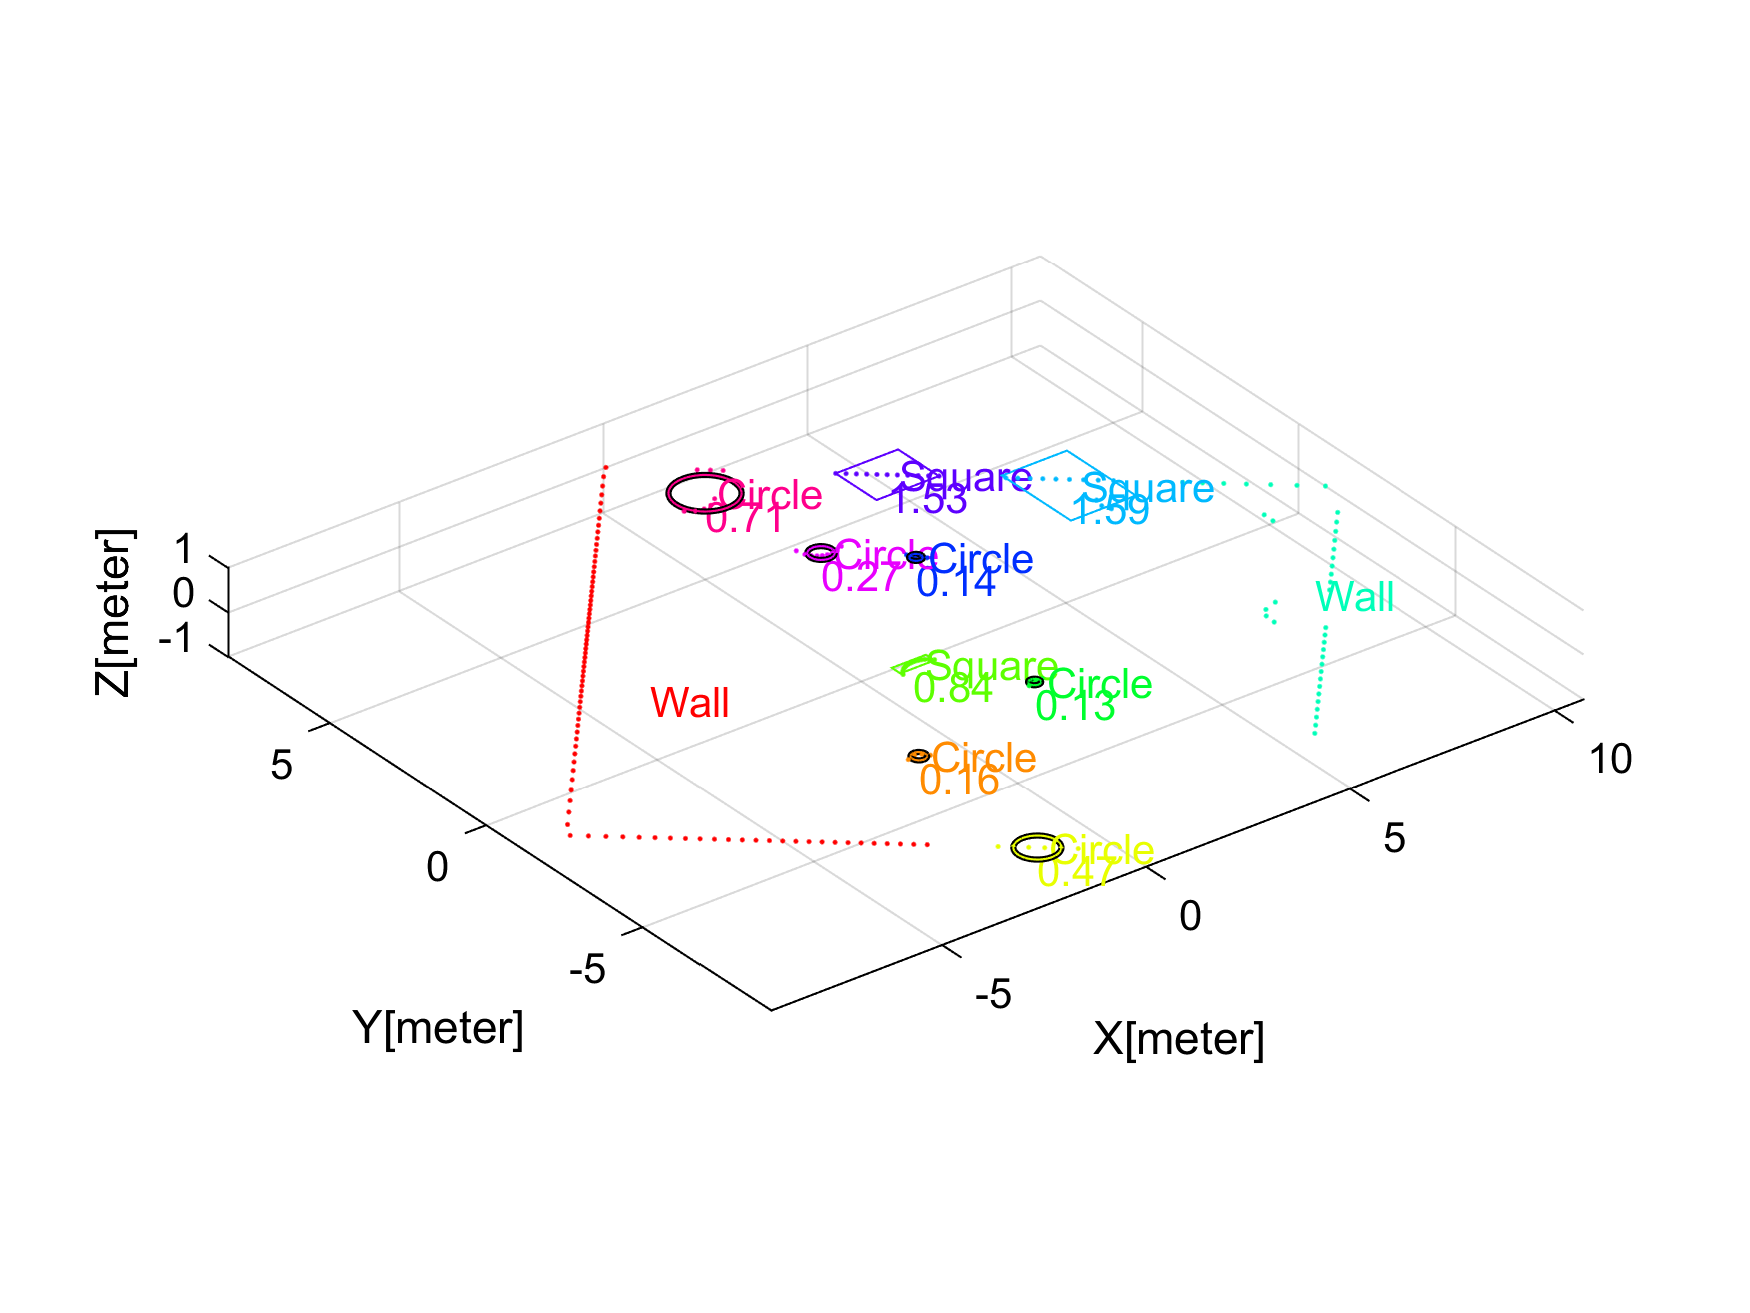 Circle
0.71
Square
1.53
Square
1.59
Circle
0.27
Circle
0.14
Wall
Square
0.84
Circle
0.13
Wall
Circle
0.16
Circle
0.47
1
0
-1
Z[meter]
5
0
-5
Y[meter]
-5
0
5
10
X[meter]